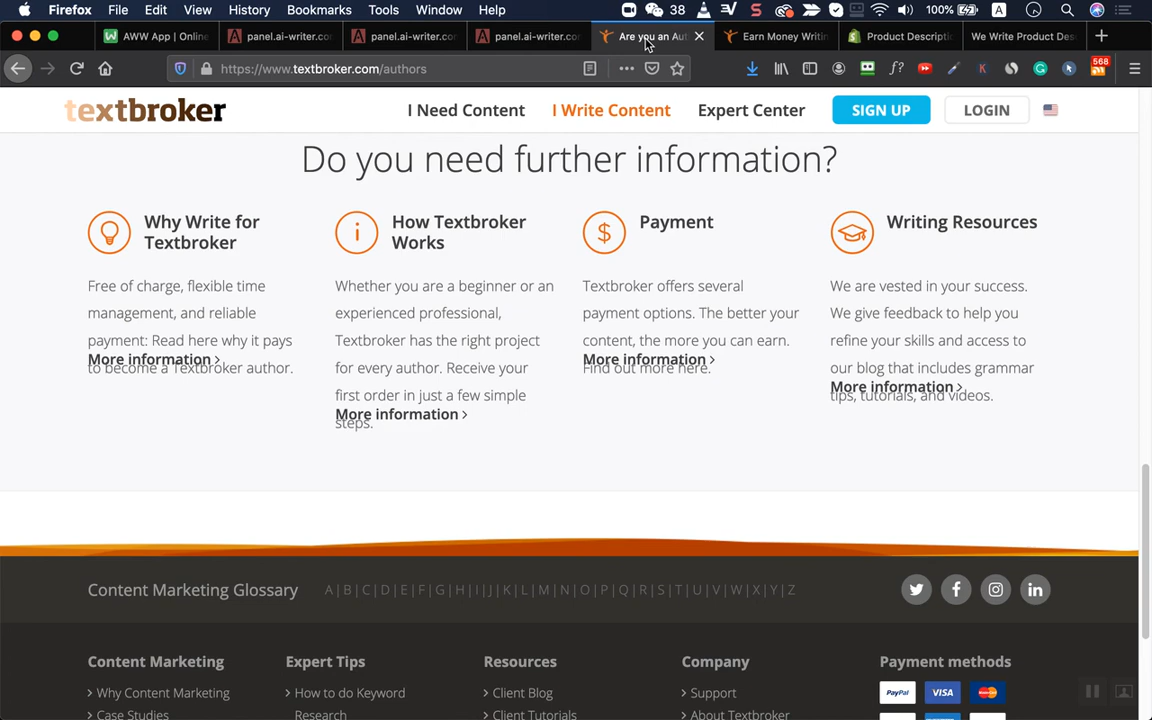 Firefox File Edit View History Bookmarks Tools Window Help 38 100% A
AWW App | Online panel.ai-writer.co panel.ai-writer.co panel.ai-writer.co Are you an Aut Earn Money Writin Product Descripti We Write Product Des
https://www.textbroker.com/authors 568
textbroker I Need Content I Write Content Expert Center SIGN UP LOGIN
Do you need further information?
Why Write for
Textbroker
Free of charge, flexible time
management, and reliable
payment: Read here why it pays
to become a Textbroker author.
More information >
How Textbroker
Works
Whether you are a beginner or an
experienced professional,
Textbroker has the right project
for every author. Receive your
first order in just a few simple
steps.
More information >
Payment
Textbroker offers several
payment options. The better your
content, the more you can earn.
Find out more here.
More information >
Writing Resources
We are vested in your success.
We give feedback to help you
refine your skills and access to
our blog that includes grammar
tips, tutorials, and videos.
More information >
Content Marketing Glossary A | B | C | D | E | F | G | H | I | J | K | L | M | N | O | P | Q | R | S | T | U | V | W | X | Y | Z
Content Marketing
> Why Content Marketing
> Case Studies
Expert Tips
> How to do Keyword
Research
Resources
> Client Blog
> Client Tutorials
Company
> Support
> About Textbroker
Payment methods
PayPal VISA